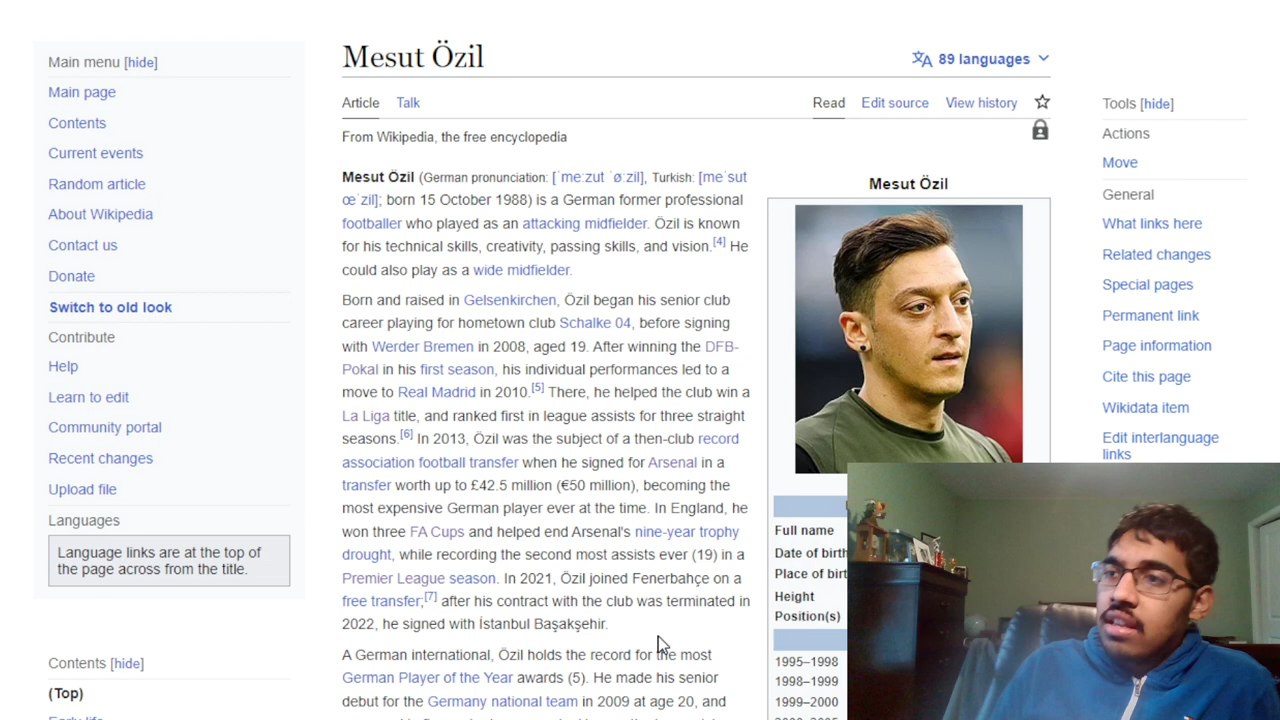 Main menu [hide]
Main page
Contents
Current events
Random article
About Wikipedia
Contact us
Donate
Switch to old look
Contribute
Help
Learn to edit
Community portal
Recent changes
Upload file
Languages
Language links are at the top of
the page across from the title.
Contents [hide]
(Top)
Mesut Özil
89 languages
Article Talk
Read Edit source View history
From Wikipedia, the free encyclopedia
Mesut Özil (German pronunciation: [ˈmeːzut ˈøːzil], Turkish: [meˈsut
œˈzil]; born 15 October 1988) is a German former professional
footballer who played as an attacking midfielder. Özil is known
for his technical skills, creativity, passing skills, and vision.[4] He
could also play as a wide midfielder.
Born and raised in Gelsenkirchen, Özil began his senior club
career playing for hometown club Schalke 04, before signing
with Werder Bremen in 2008, aged 19. After winning the DFB-
Pokal in his first season, his individual performances led to a
move to Real Madrid in 2010.[5] There, he helped the club win a
La Liga title, and ranked first in league assists for three straight
seasons.[6] In 2013, Özil was the subject of a then-club record
association football transfer when he signed for Arsenal in a
transfer worth up to £42.5 million (€50 million), becoming the
most expensive German player ever at the time. In England, he
won three FA Cups and helped end Arsenal's nine-year trophy
drought, while recording the second most assists ever (19) in a
Premier League season. In 2021, Özil joined Fenerbahçe on a
free transfer;[7] after his contract with the club was terminated in
2022, he signed with İstanbul Başakşehir.
A German international, Özil holds the record for the most
German Player of the Year awards (5). He made his senior
debut for the Germany national team in 2009 at age 20, and
Mesut Özil
Full name
Date of birth
Place of birth
Height
Position(s)
1995–1998
1998–1999
1999–2000
Tools [hide]
Actions
Move
General
What links here
Related changes
Special pages
Permanent link
Page information
Cite this page
Wikidata item
Edit interlanguage
links